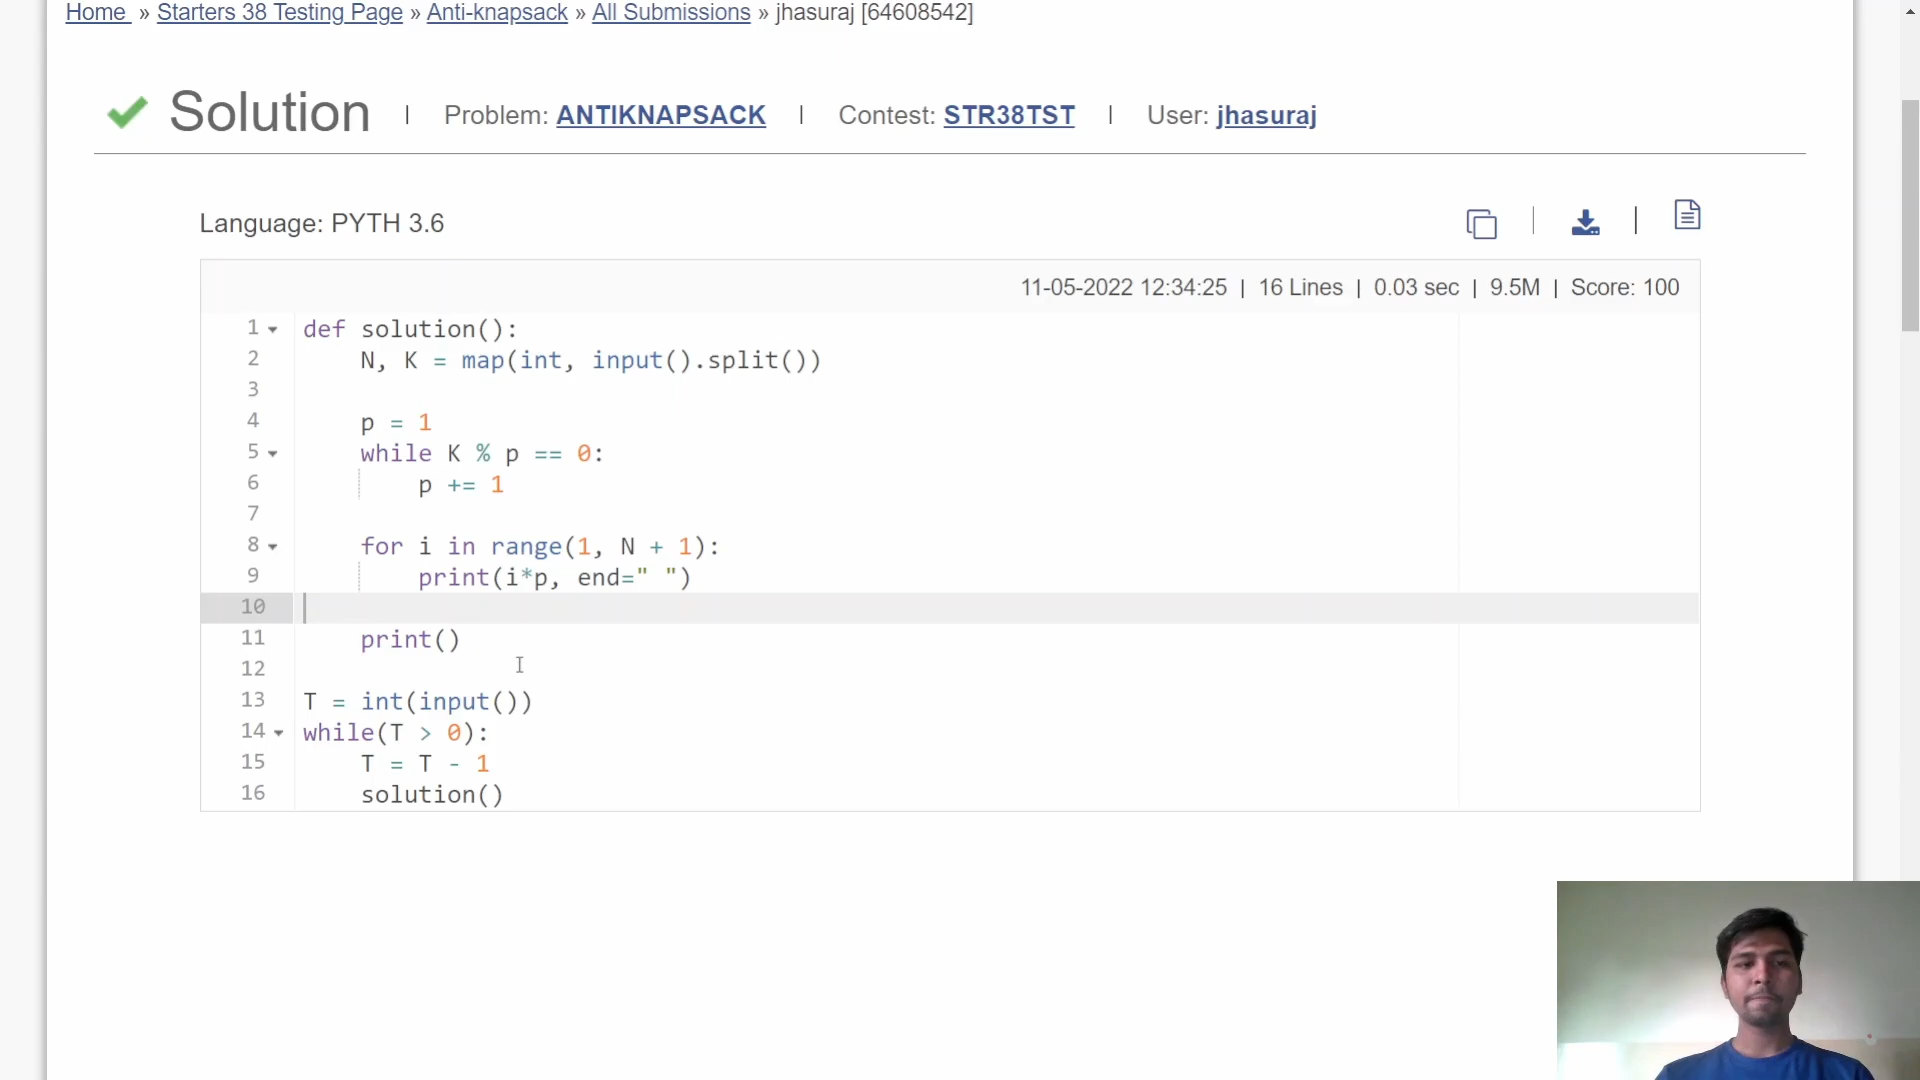 Home » Starters 38 Testing Page » Anti-knapsack » All Submissions » jhasuraj [64608542]
Solution | Problem: ANTIKNAPSACK | Contest: STR38TST | User: jhasuraj
Language: PYTH 3.6
11-05-2022 12:34:25 | 16 Lines | 0.03 sec | 9.5M | Score: 100
1 def solution():
2     N, K = map(int, input().split())
3
4     p = 1
5     while K % p == 0:
6         p += 1
7
8     for i in range(1, N + 1):
9         print(i*p, end=" ")
10
11     print()
12
13 T = int(input())
14 while(T > 0):
15     T = T - 1
16     solution()